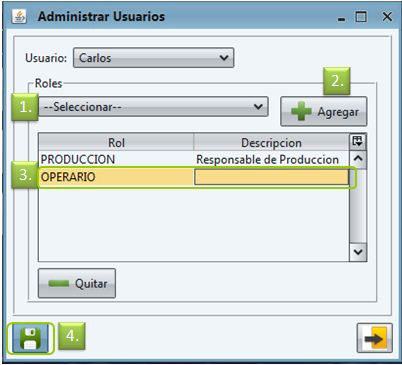 Administrar Usuarios
Usuario: Carlos
Roles
2.
1. --Seleccionar-- Agregar
Rol Descripcion
PRODUCCION Responsable de Produccion
3. OPERARIO
Quitar
4.